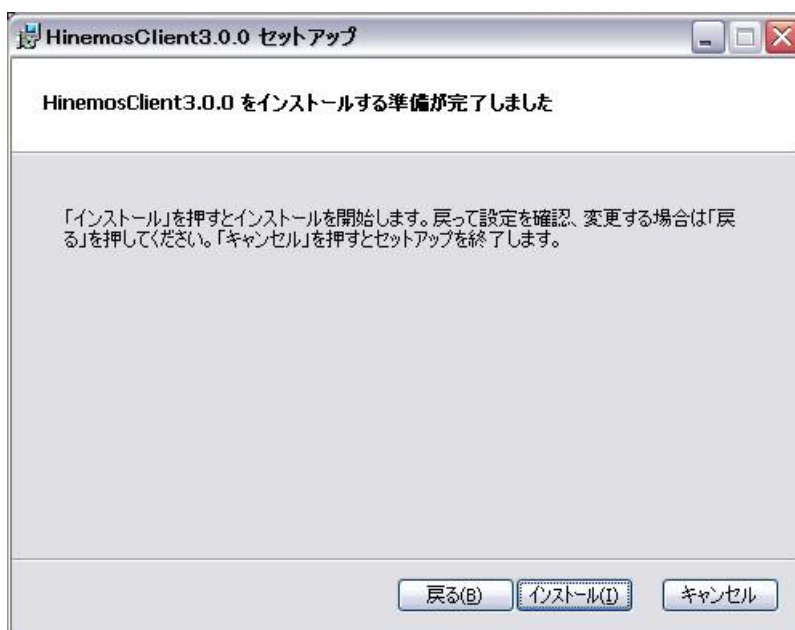 HinemosClient3.0.0 セットアップ
HinemosClient3.0.0 をインストールする準備が完了しました
「インストール」を押すとインストールを開始します。戻って設定を確認、変更する場合は「戻
る」を押してください。「キャンセル」を押すとセットアップを終了します。
戻る(B) インストール(I) キャンセル